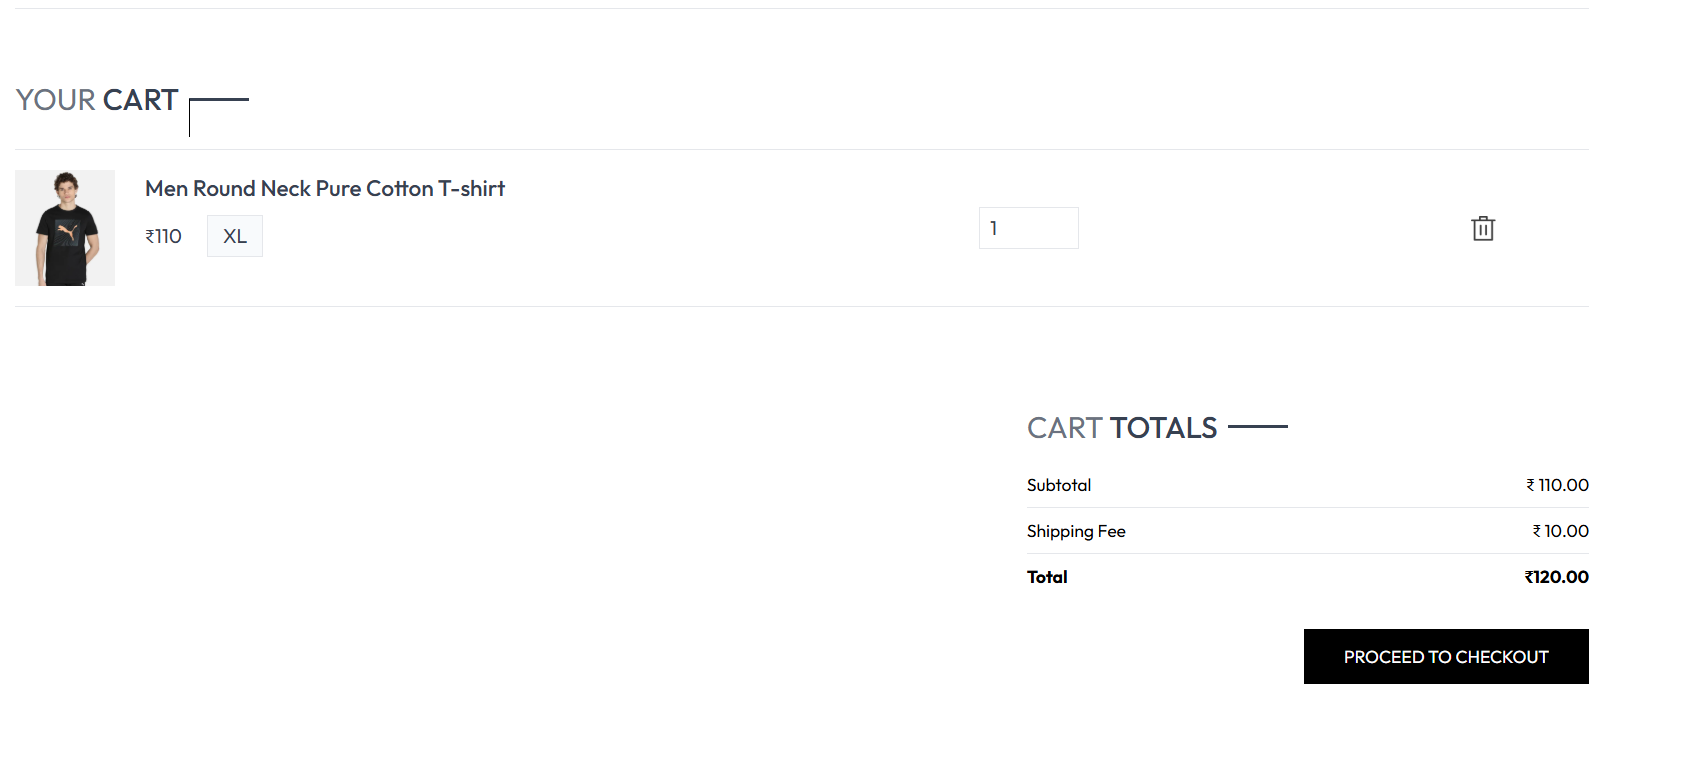 YOUR CART
Men Round Neck Pure Cotton T-shirt
₹110 XL
1
CART TOTALS
Subtotal ₹ 110.00
Shipping Fee ₹ 10.00
Total ₹120.00
PROCEED TO CHECKOUT